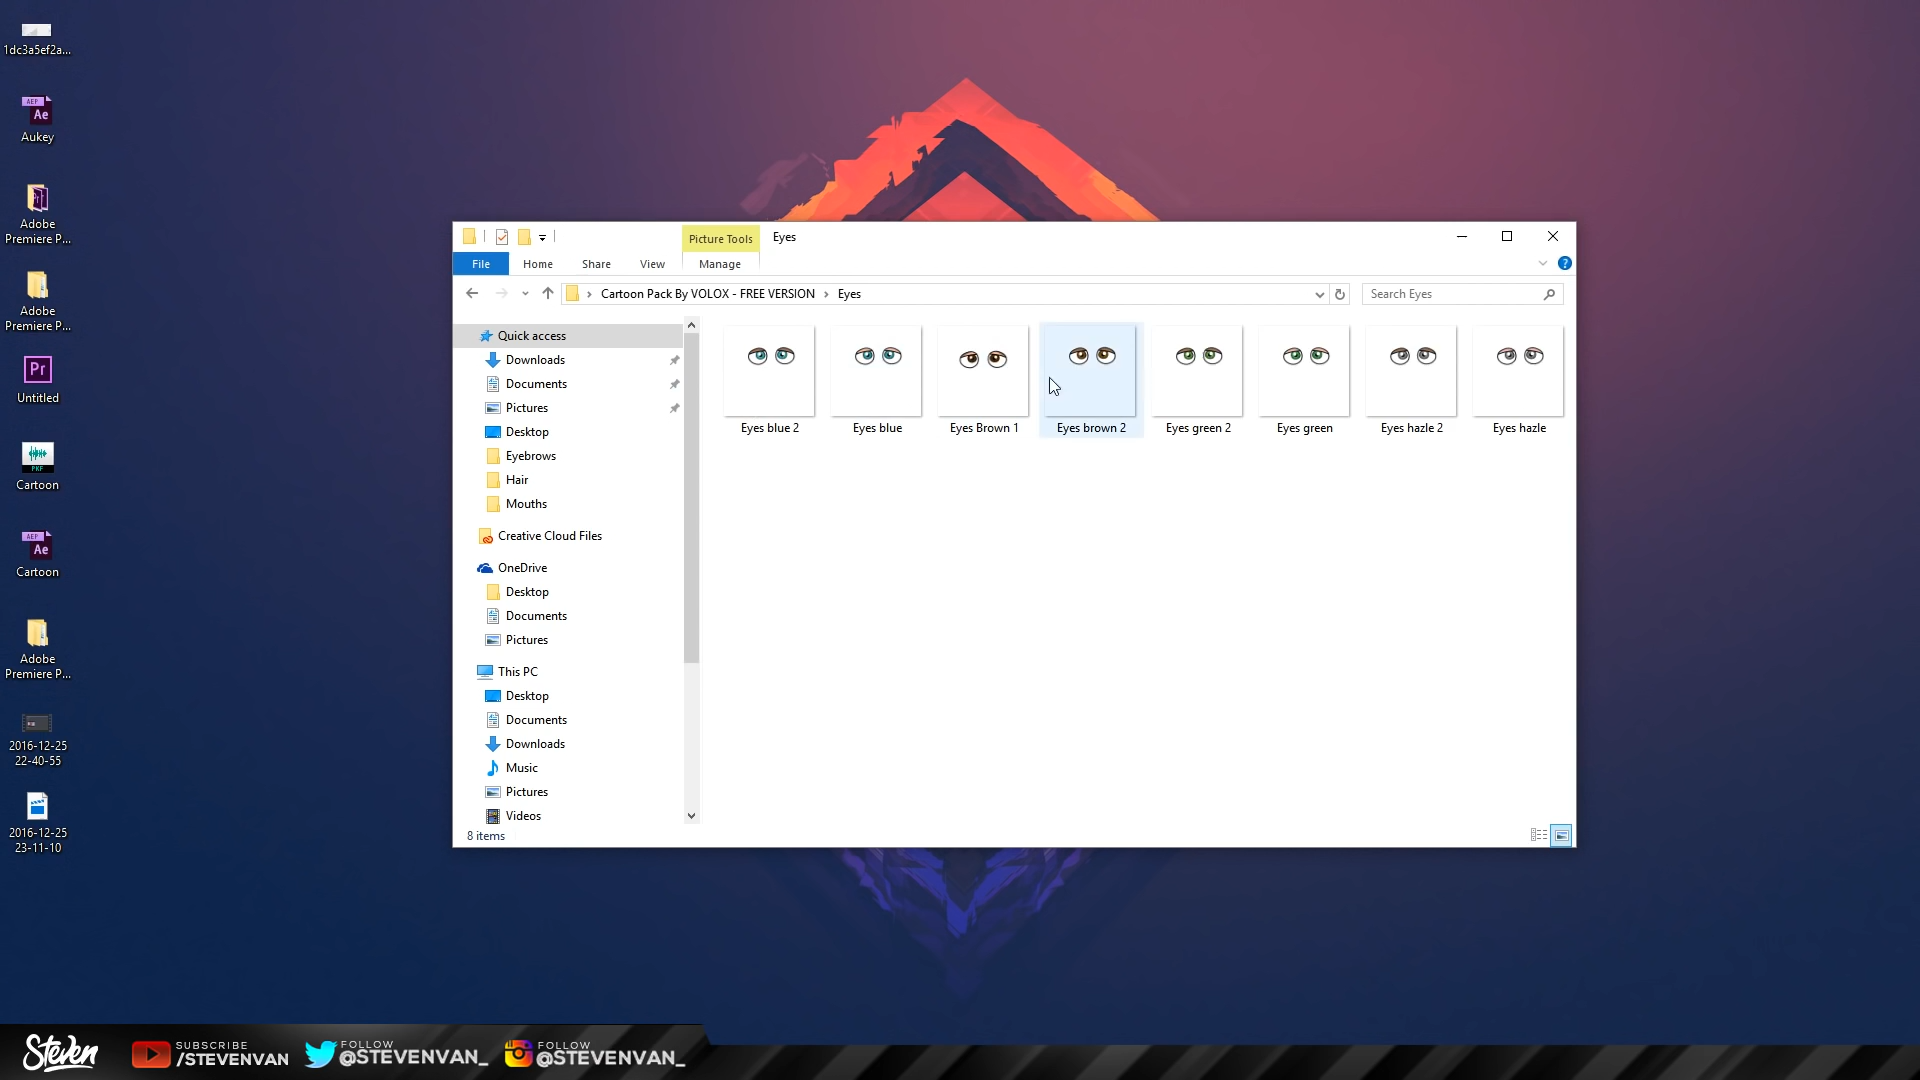 1dc3a5ef2a...
AEP
Ae
Aukey
Pr
Adobe
Premiere P...
Adobe
Premiere P...
Pr
Untitled
PKF
Cartoon
AEP
Ae
Cartoon
Adobe
Premiere P...
2016-12-25
22-40-55
2016-12-25
23-11-10
Picture Tools
Eyes
File
Home
Share
View
Manage
Cartoon Pack By VOLOX - FREE VERSION
Eyes
Search Eyes
Quick access
Downloads
Documents
Pictures
Desktop
Eyebrows
Hair
Mouths
Creative Cloud Files
OneDrive
Desktop
Documents
Pictures
This PC
Desktop
Documents
Downloads
Music
Pictures
Videos
8 items
Eyes blue 2
Eyes blue
Eyes Brown 1
Eyes brown 2
Eyes green 2
Eyes green
Eyes hazle 2
Eyes hazle
Steven
SUBSCRIBE
/STEVENVAN
FOLLOW
@STEVENVAN_
FOLLOW
@STEVENVAN_